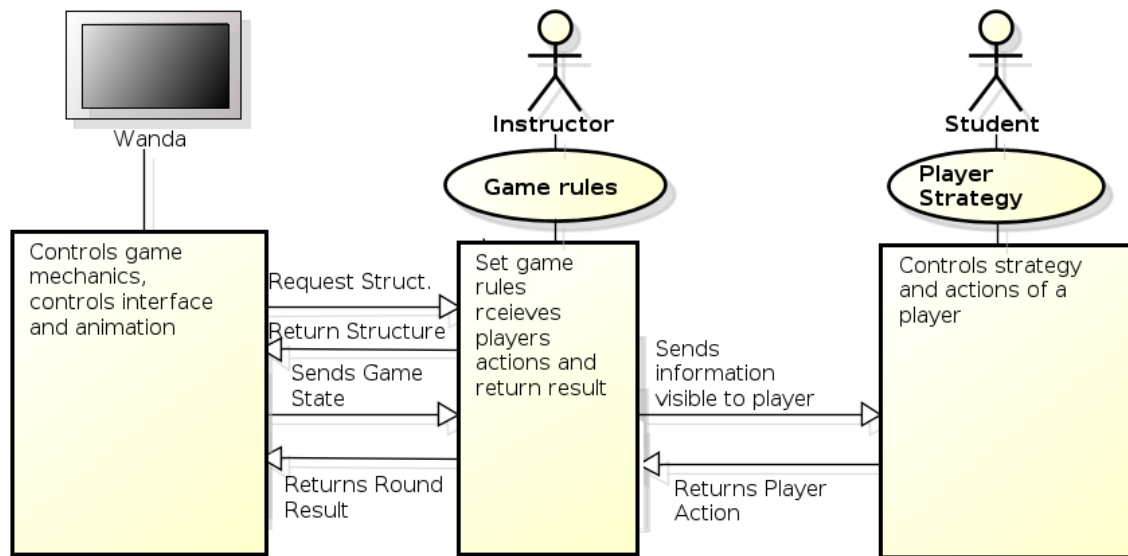 Wanda
Instructor
Student
Game rules
Player
Strategy
Controls game
mechanics,
controls interface
and animation
Request Struct.
Return Structure
Sends Game
State
Returns Round
Result
Set game
rules
rceieves
players
actions and
return result
Sends
information
visible to player
Returns Player
Action
Controls strategy
and actions of a
player